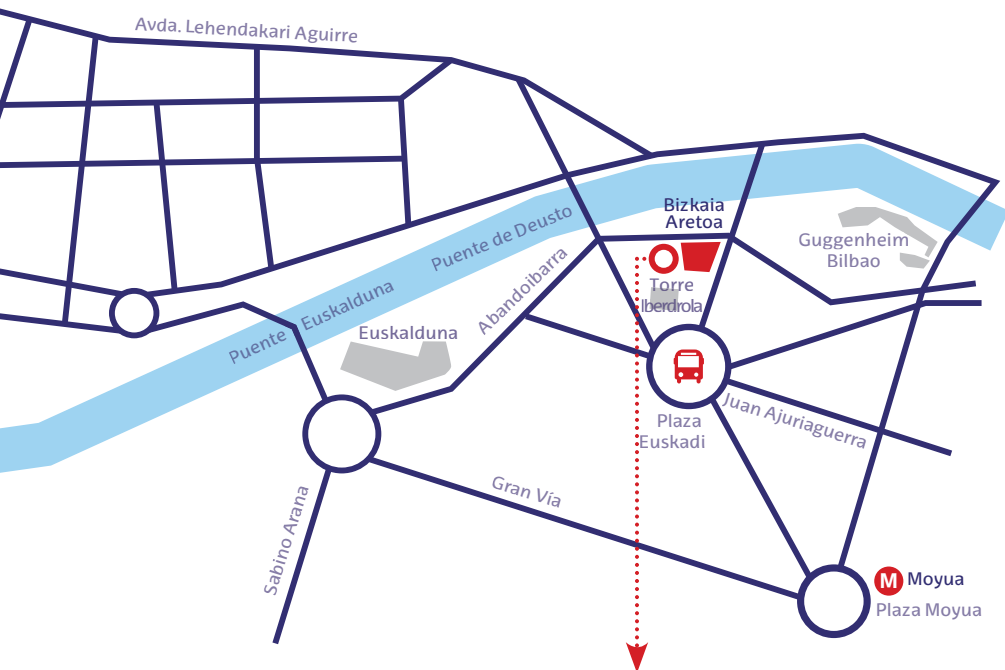 Avda. Lehendakari Aguirre
Bizkaia
Aretoa
Puente de Deusto
Guggenheim
Bilbao
Abandoibarra
Torre
Iberdrola
Puente Euskalduna
Euskalduna
Plaza
Euskadi
Juan Ajuriaguerra
Gran Vía
Sabino Arana
M Moyua
Plaza Moyua